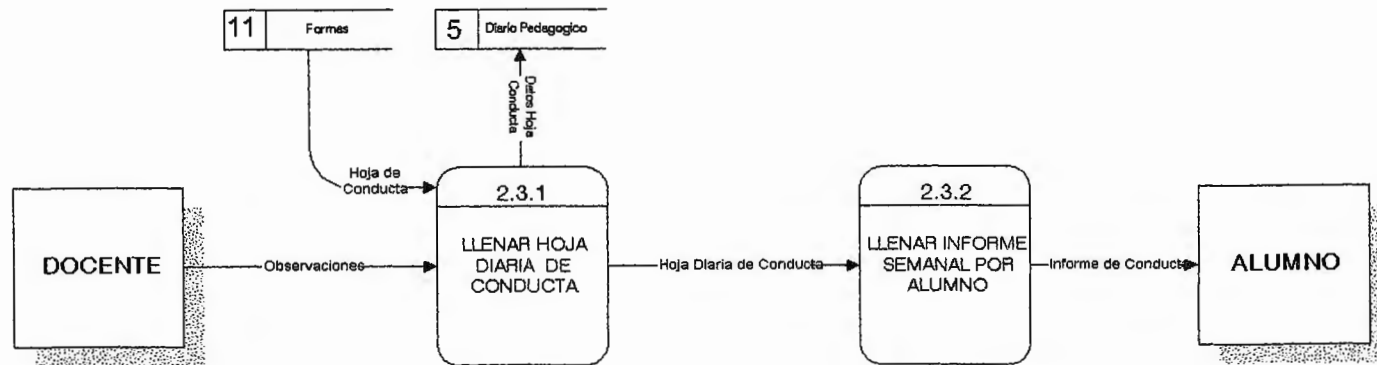 11 Formas
5 Diario Pedagogico
Datos Hoja
Conducta
Hoja de
Conducta
2.3.1
LLENAR HOJA
DIARIA DE
CONDUCTA
2.3.2
LLENAR INFORME
SEMANAL POR
ALUMNO
DOCENTE
Observaciones
Hoja Diaria de Conducta
Informe de Conducta
ALUMNO